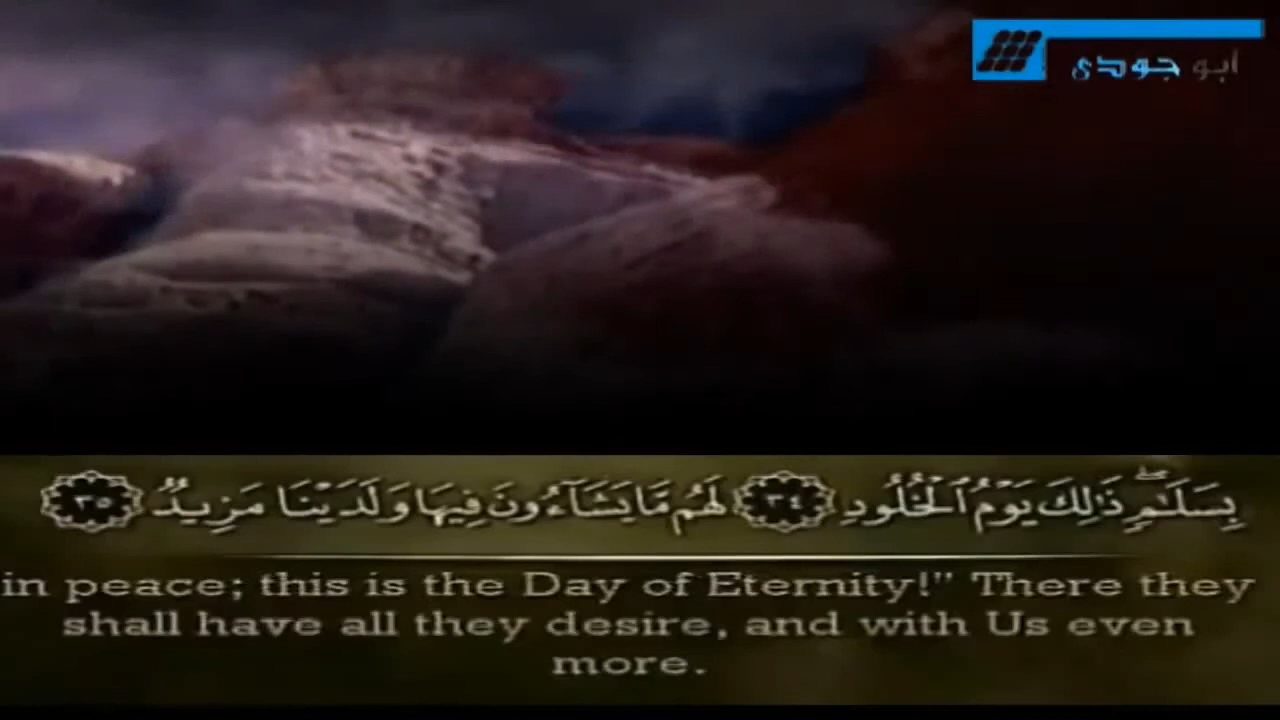 ابو جودى
بِسَلَـٰمٍۖ ذَٰلِكَ يَوْمُ ٱلْخُلُودِ ٣٤ لَهُم مَّا يَشَآءُونَ فِيهَا وَلَدَيْنَا مَزِيدٌ ٣٥
in peace; this is the Day of Eternity!” There they
shall have all they desire, and with Us even
more.